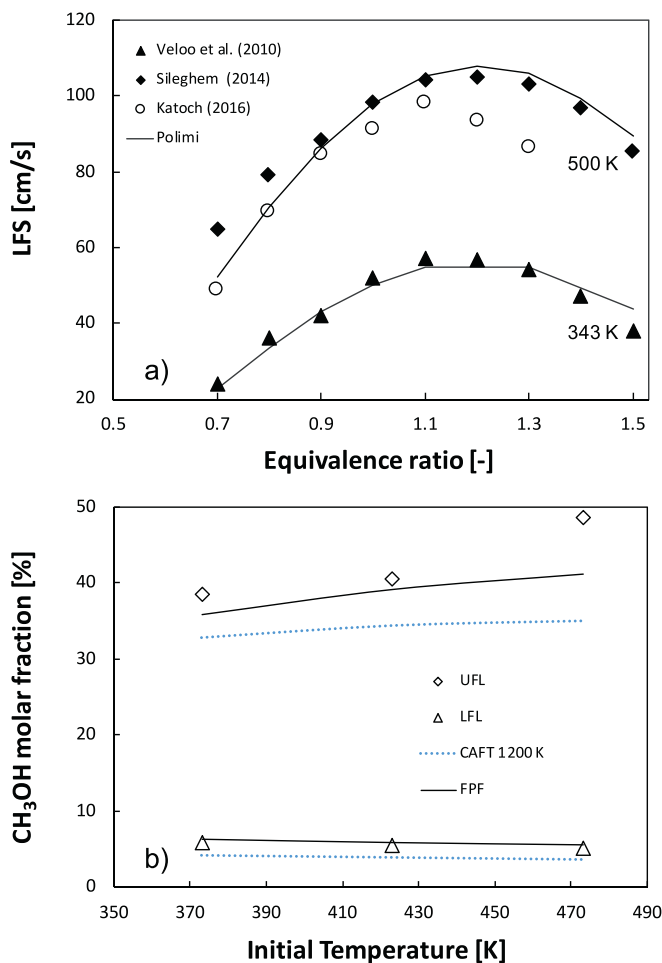 120
100
80
60
40
20
LFS [cm/s]
Veloo et al. (2010)
Sileghem (2014)
Katoch (2016)
Polimi
500 K
343 K
a)
0.5 0.7 0.9 1.1 1.3 1.5
Equivalence ratio [-]
50
40
30
20
10
0
CH₃OH molar fraction [%]
UFL
LFL
CAFT 1200 K
FPF
b)
350 370 390 410 430 450 470 490
Initial Temperature [K]